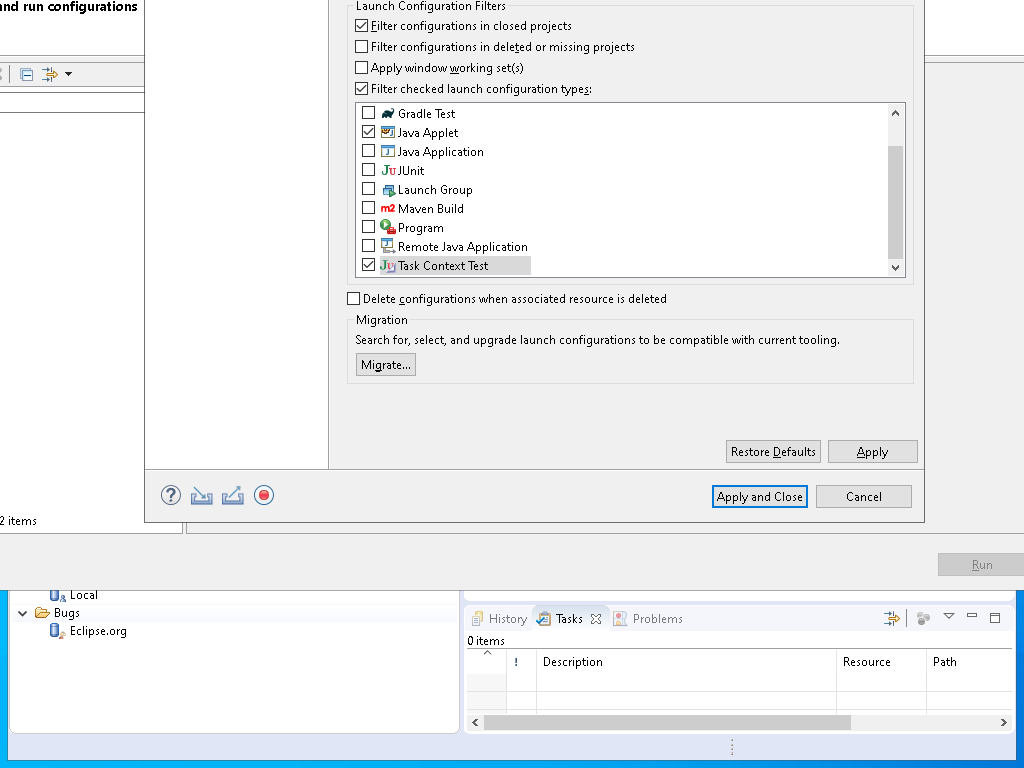 and run configurations
Launch Configuration Filters
Filter configurations in closed projects
Filter configurations in deleted or missing projects
Apply window working set(s)
Filter checked launch configuration types:
Gradle Test
Java Applet
Java Application
JUnit
Launch Group
Maven Build
Program
Remote Java Application
Task Context Test
Delete configurations when associated resource is deleted
Migration
Search for, select, and upgrade launch configurations to be compatible with current tooling.
Migrate...
Restore Defaults
Apply
Apply and Close
Cancel
2 items
Run
Local
Bugs
Eclipse.org
History
Tasks
Problems
0 items
! Description Resource Path